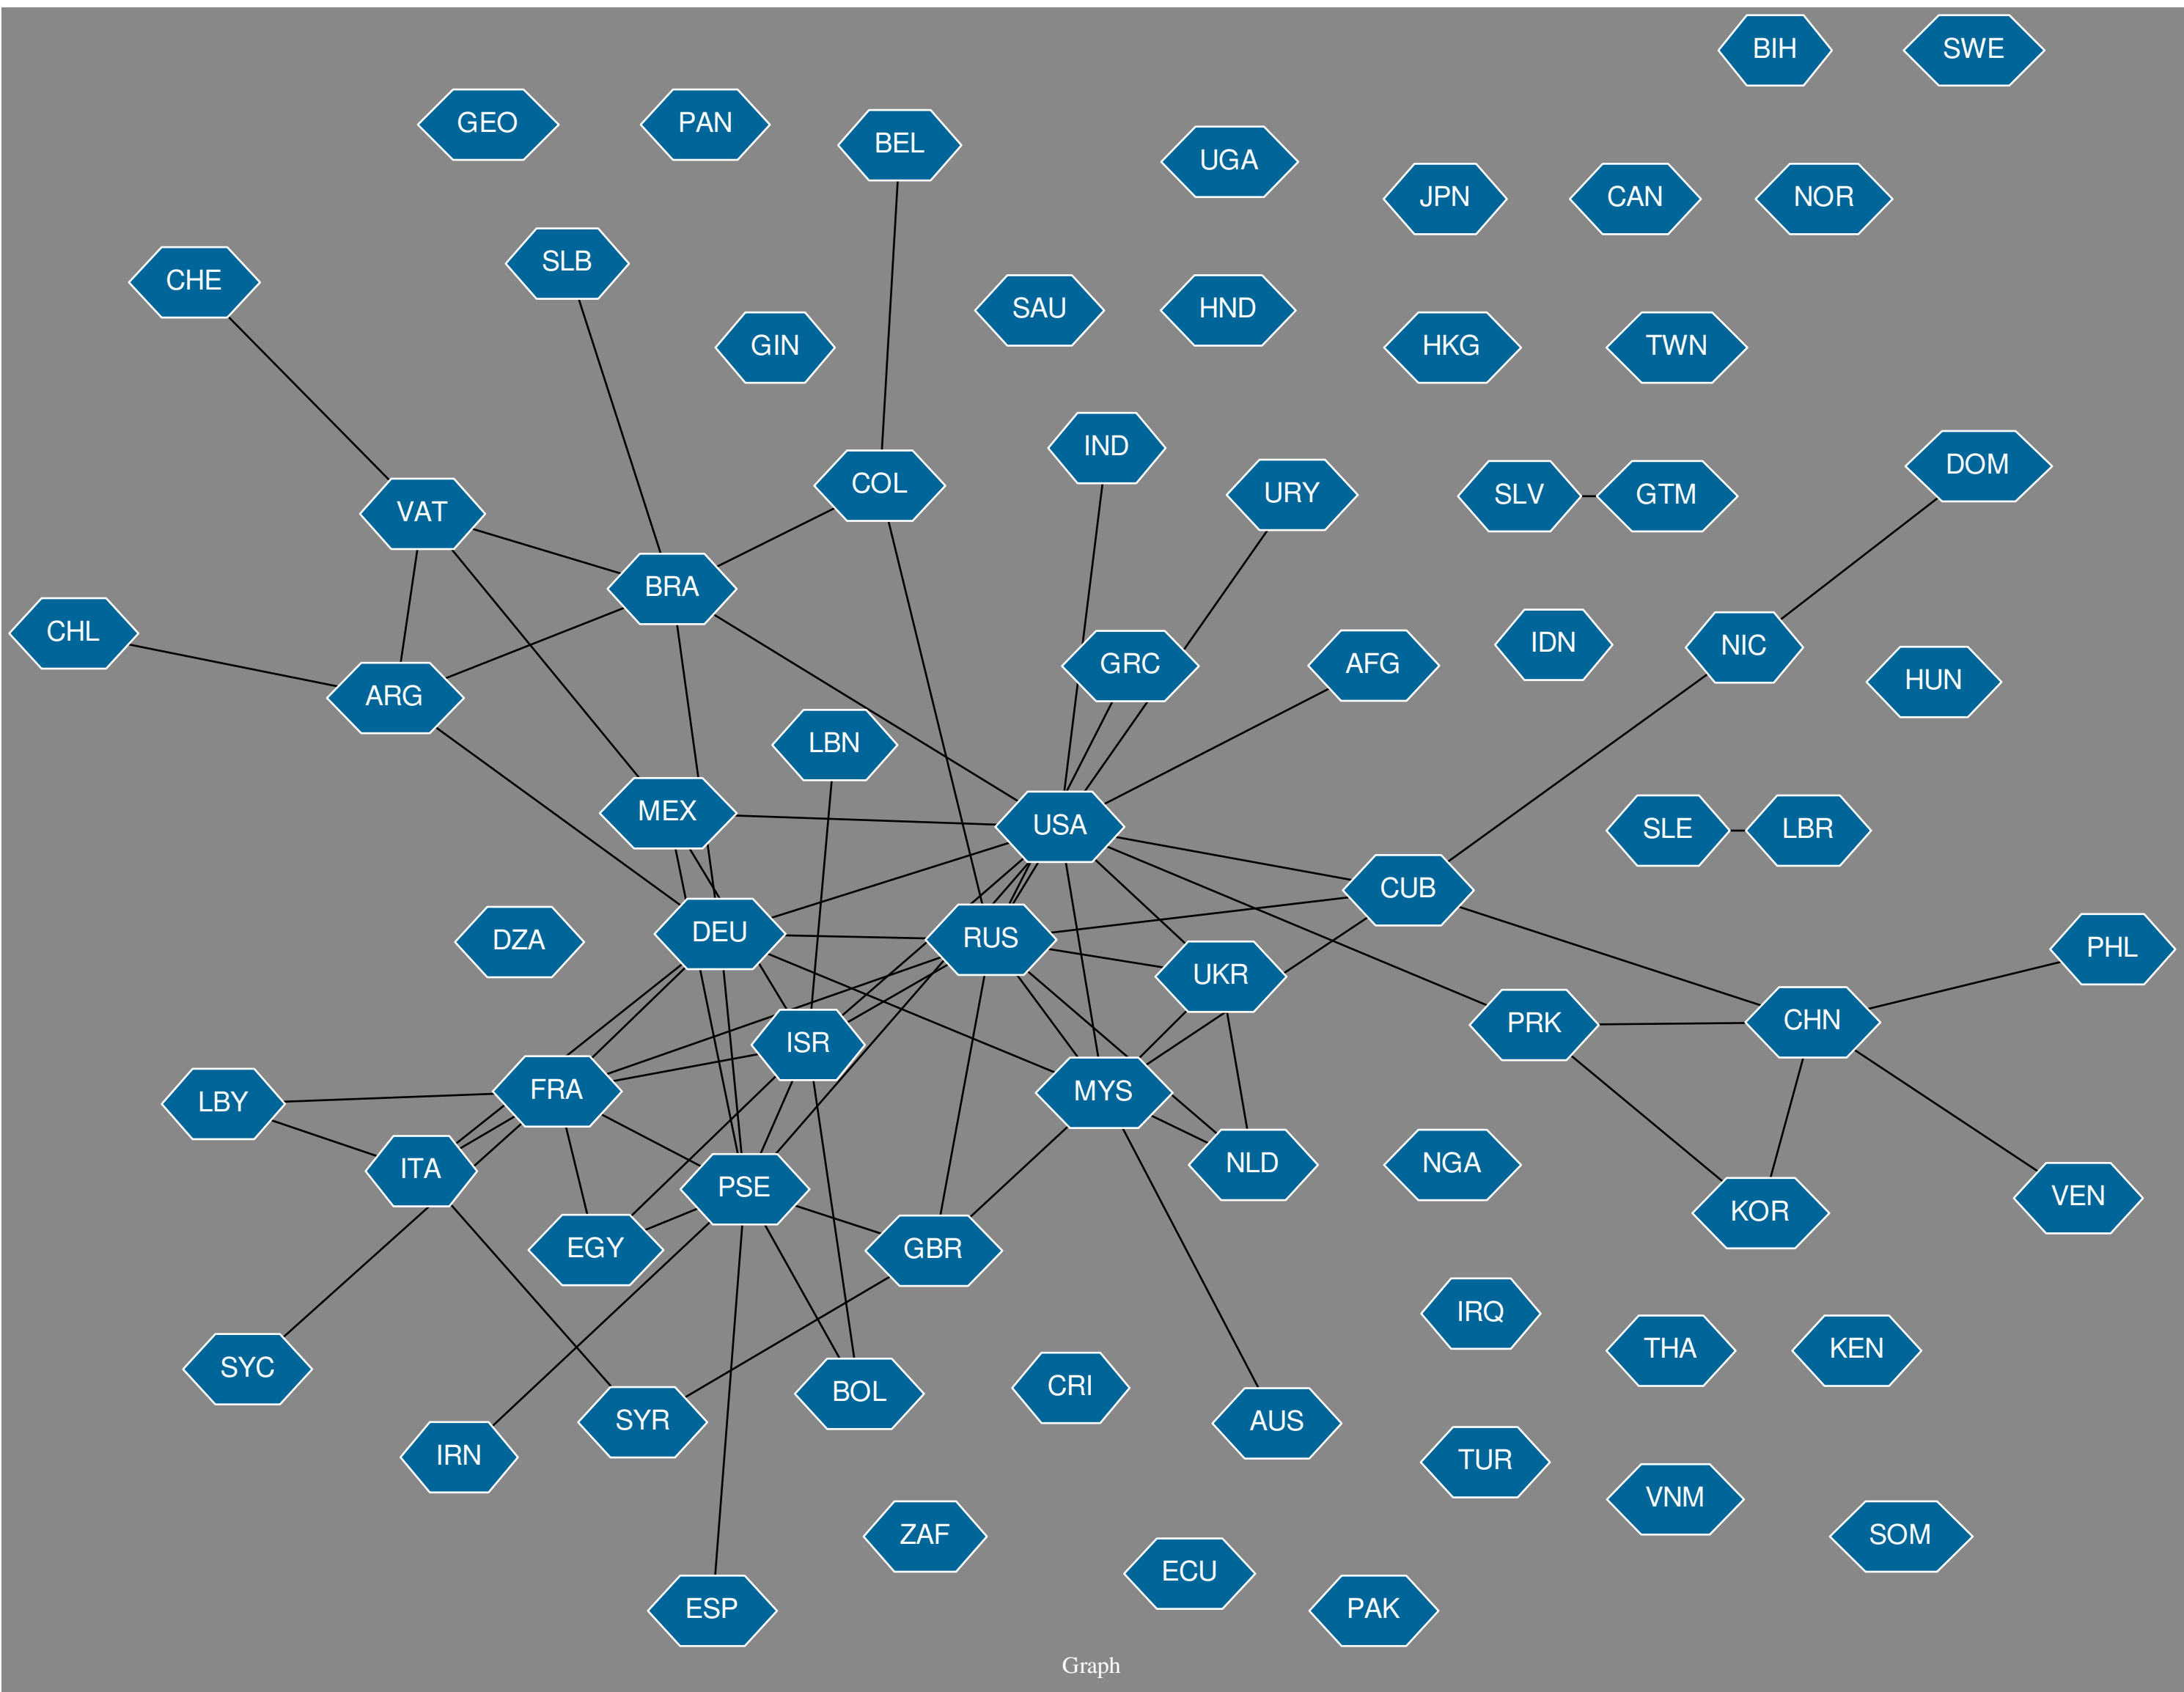 BIH SWE
GEO PAN BEL
UGA
JPN CAN NOR
CHE SLB
SAU HND
GIN HKG TWN
IND DOM
VAT COL URY SLV GTM
BRA
CHL GRC AFG IDN NIC
ARG HUN
LBN
MEX USA SLE LBR
CUB
DZA DEU RUS PHL
UKR
ISR PRK CHN
LBY FRA MYS
ITA PSE NLD NGA VEN
KOR
EGY GBR
IRQ
SYC THA KEN
SYR BOL CRI AUS
IRN TUR
VNM
ZAF SOM
ECU
ESP PAK
Graph